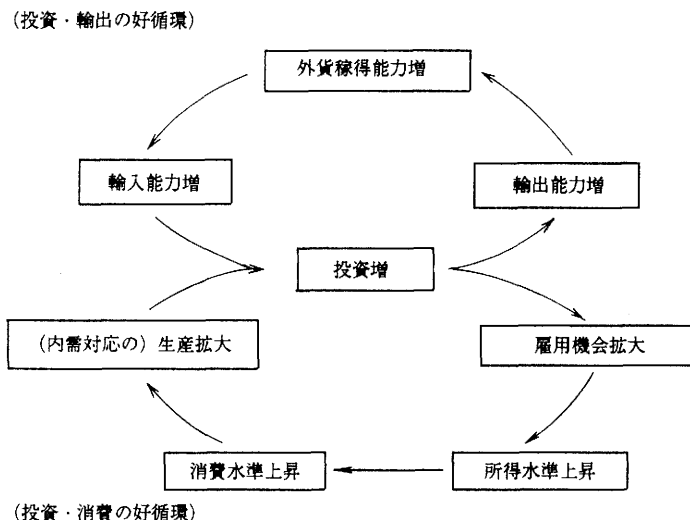 (投資・輸出の好循環)
外貨稼得能力増
輸入能力増
輸出能力増
投資増
(内需対応の)生産拡大
雇用機会拡大
消費水準上昇
所得水準上昇
(投資・消費の好循環)